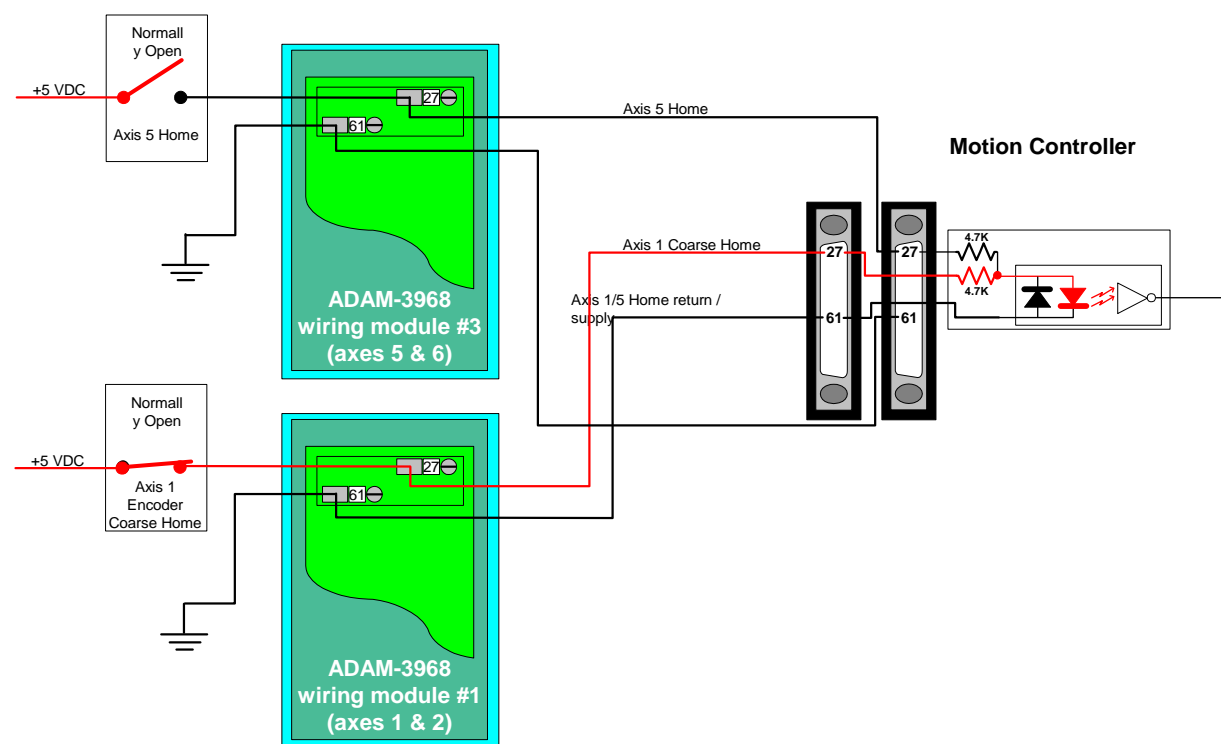 Normall
y Open
+5 VDC
Axis 5 Home
27
61
ADAM-3968
wiring module #3
(axes 5 & 6)
Axis 5 Home
Motion Controller
Axis 1 Coarse Home
Axis 1/5 Home return /
supply
27
61
27
61
4.7K
4.7K
Normall
y Open
+5 VDC
Axis 1
Encoder
Coarse Home
27
61
ADAM-3968
wiring module #1
(axes 1 & 2)